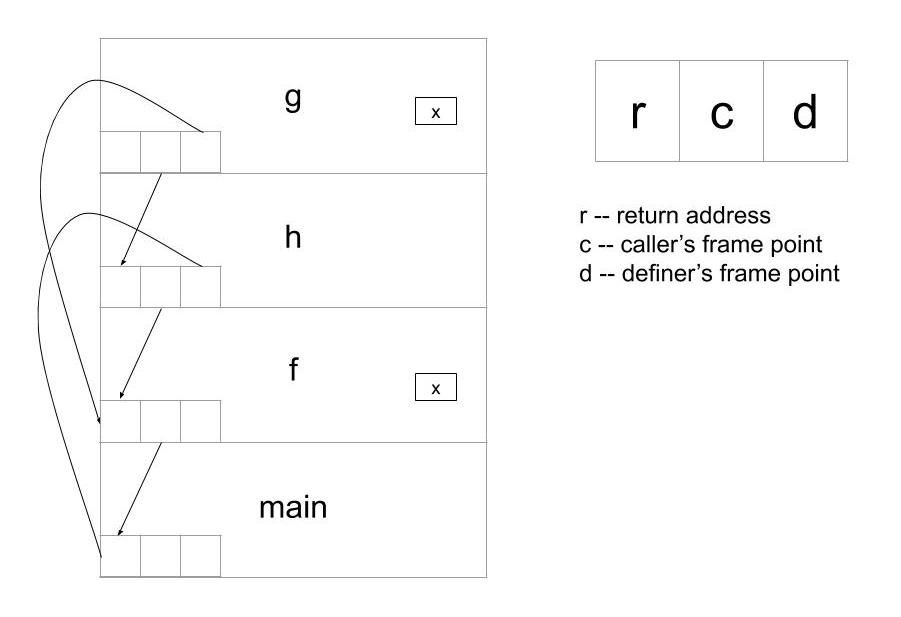 g
x
h
f
x
main
r c d
r -- return address
c -- caller's frame point
d -- definer's frame point